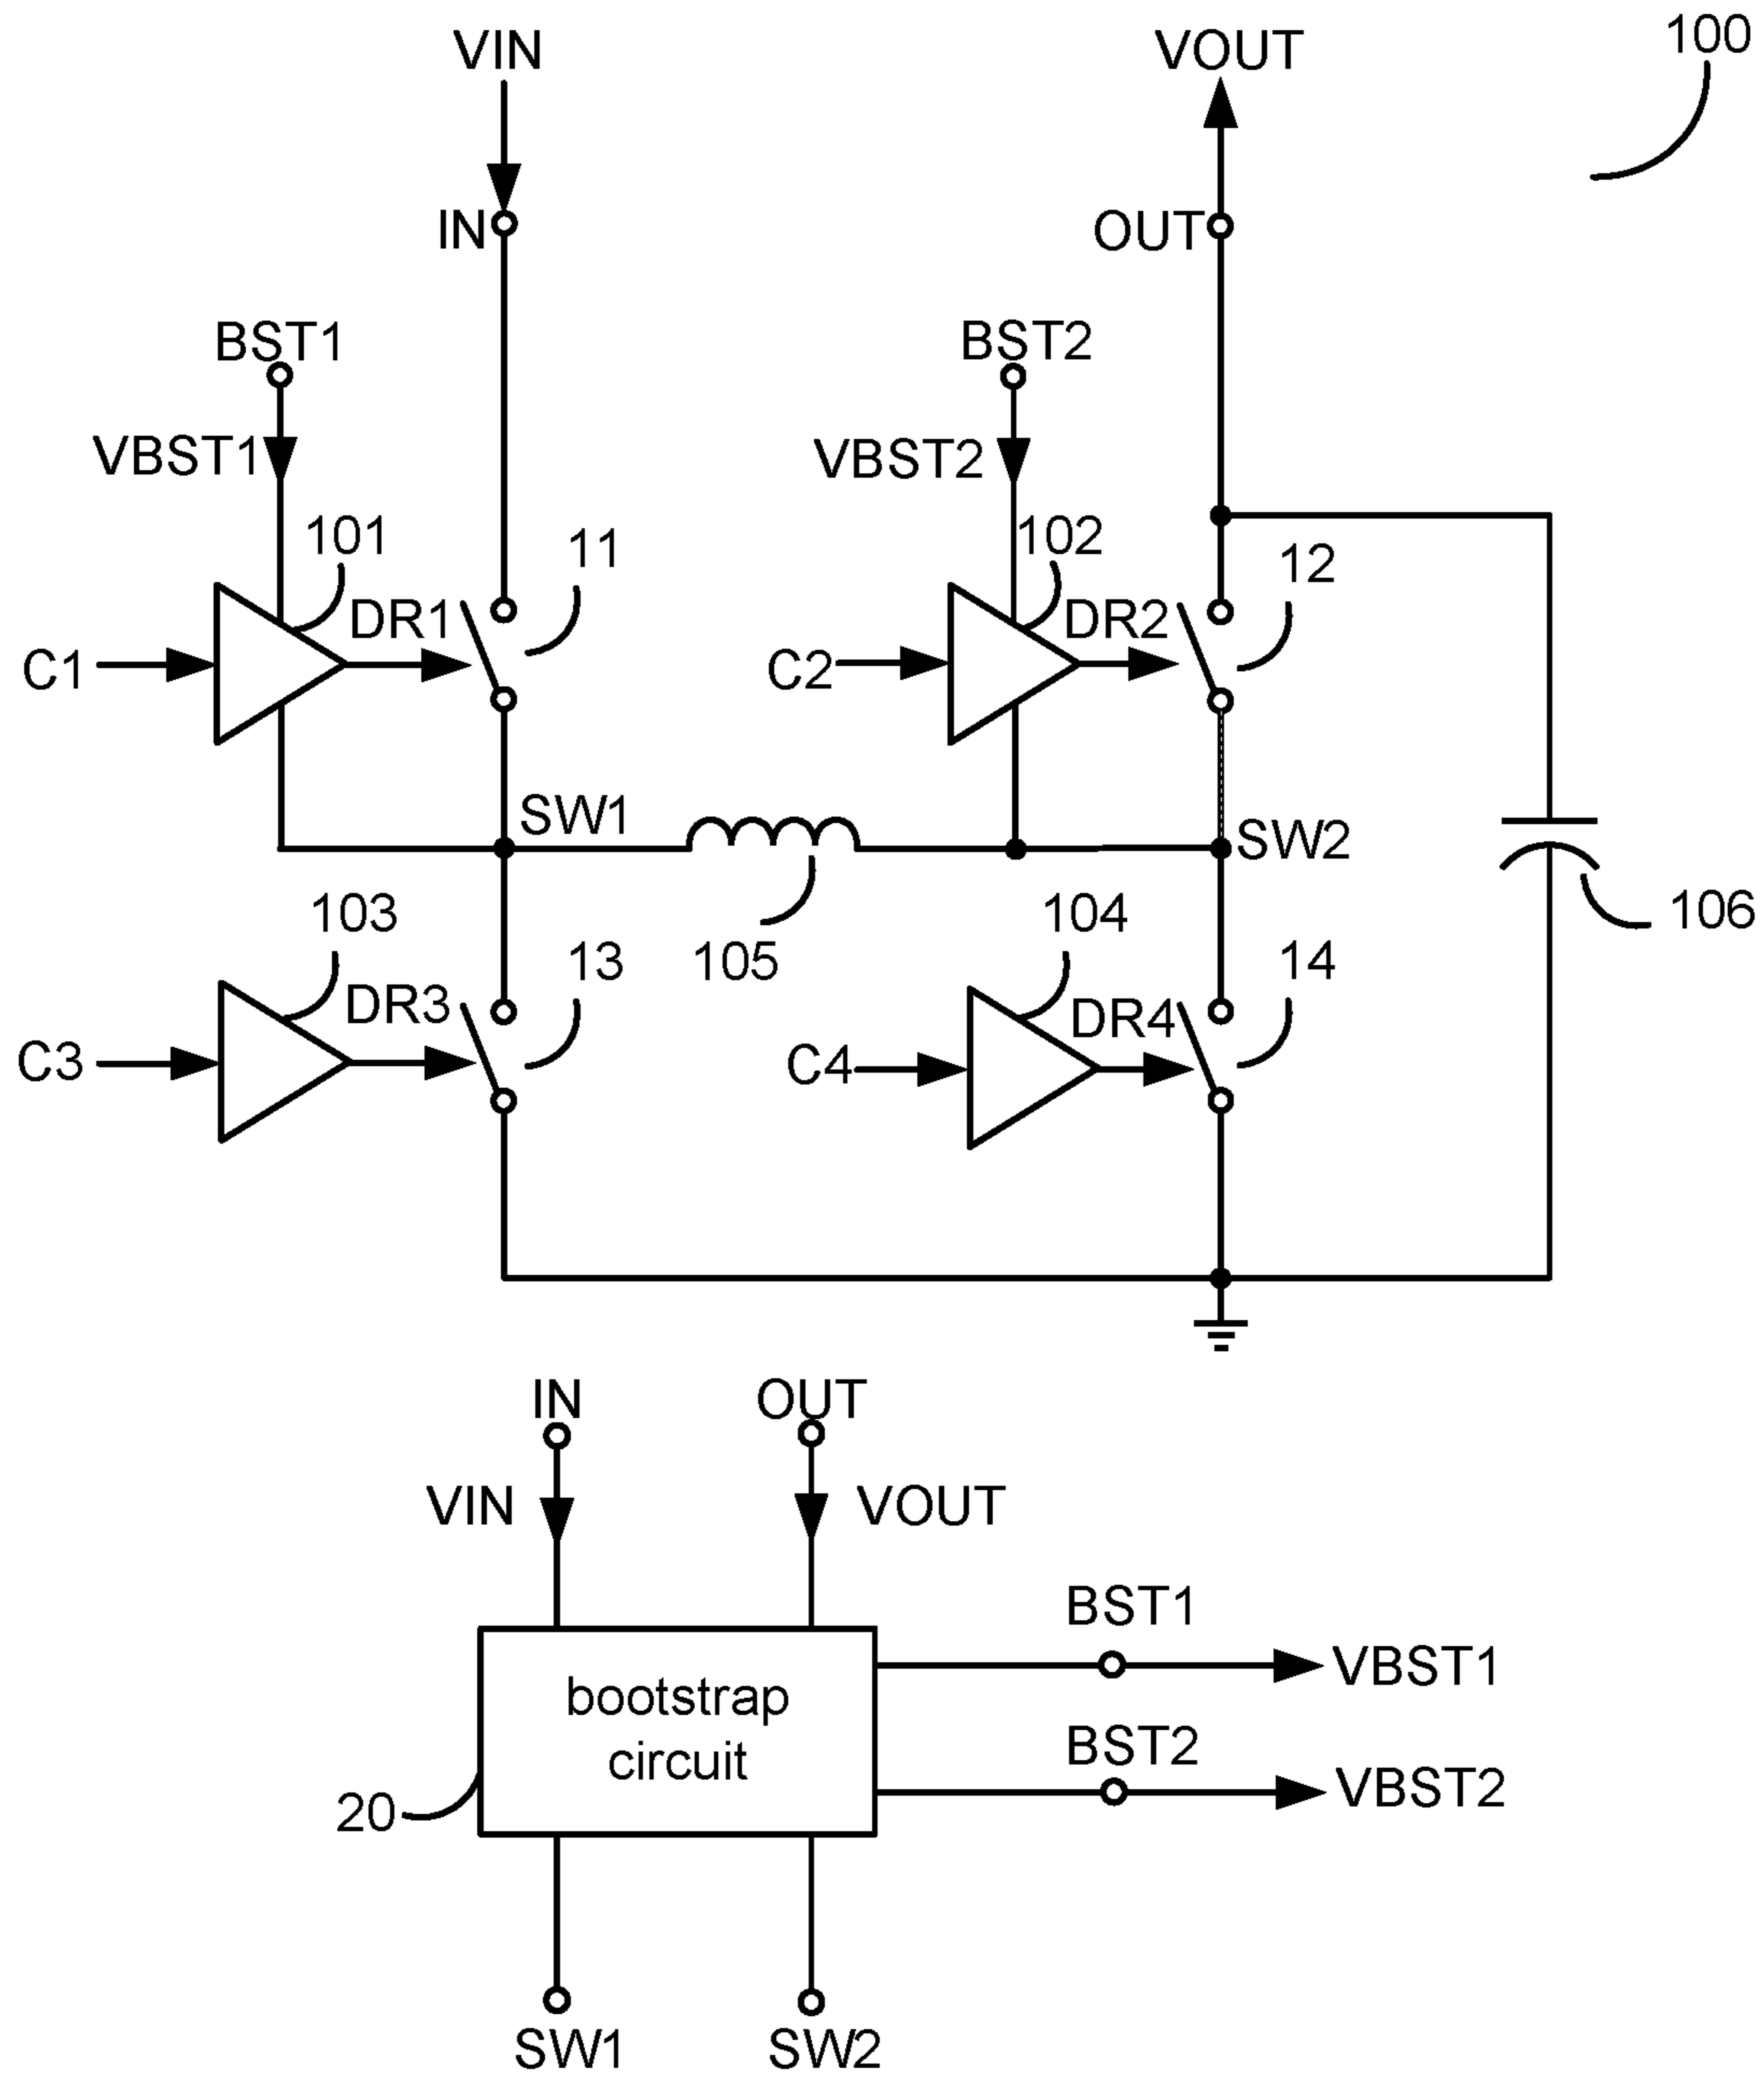 100
VIN
VOUT
IN
OUT
BST1
BST2
VBST1
VBST2
101
11
102
12
DR1
DR2
C1
C2
SW1
SW2
103
13
105
104
14
106
DR3
DR4
C3
C4
IN
OUT
VIN
VOUT
BST1
VBST1
bootstrap
circuit
BST2
VBST2
20
SW1
SW2